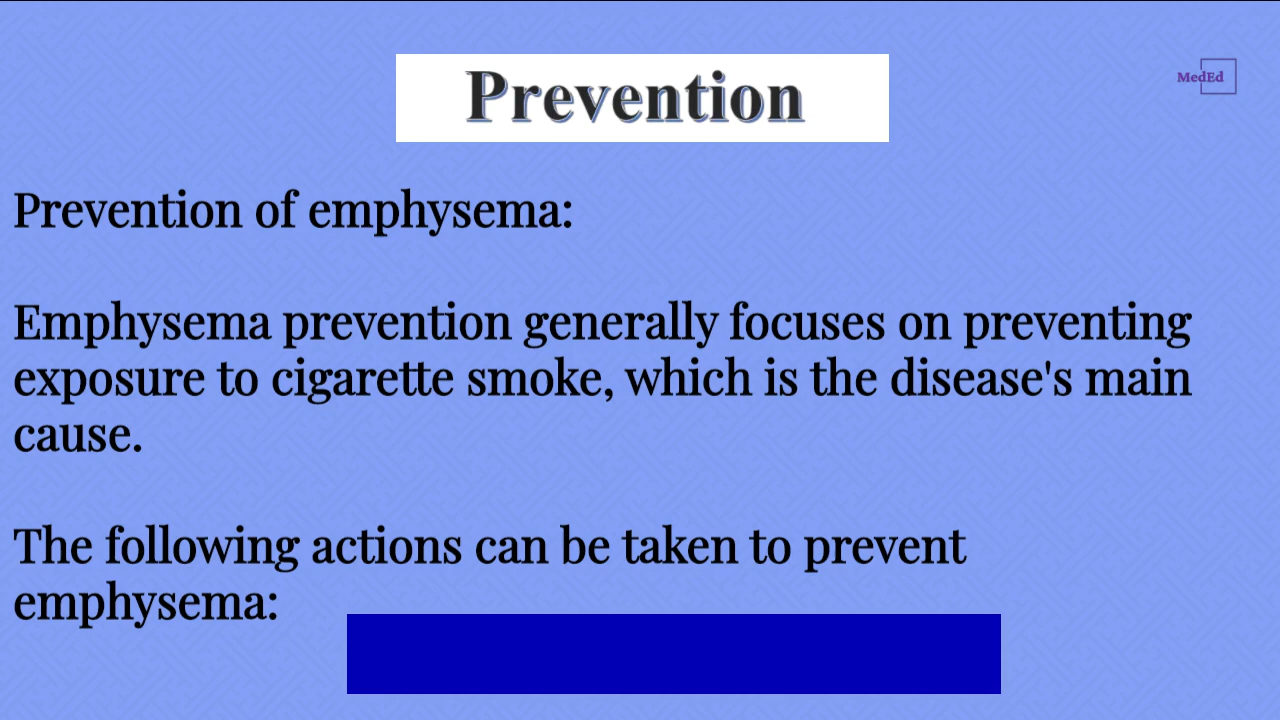 Prevention
MedEd
Prevention of emphysema:
Emphysema prevention generally focuses on preventing
exposure to cigarette smoke, which is the disease's main
cause.
The following actions can be taken to prevent
emphysema: